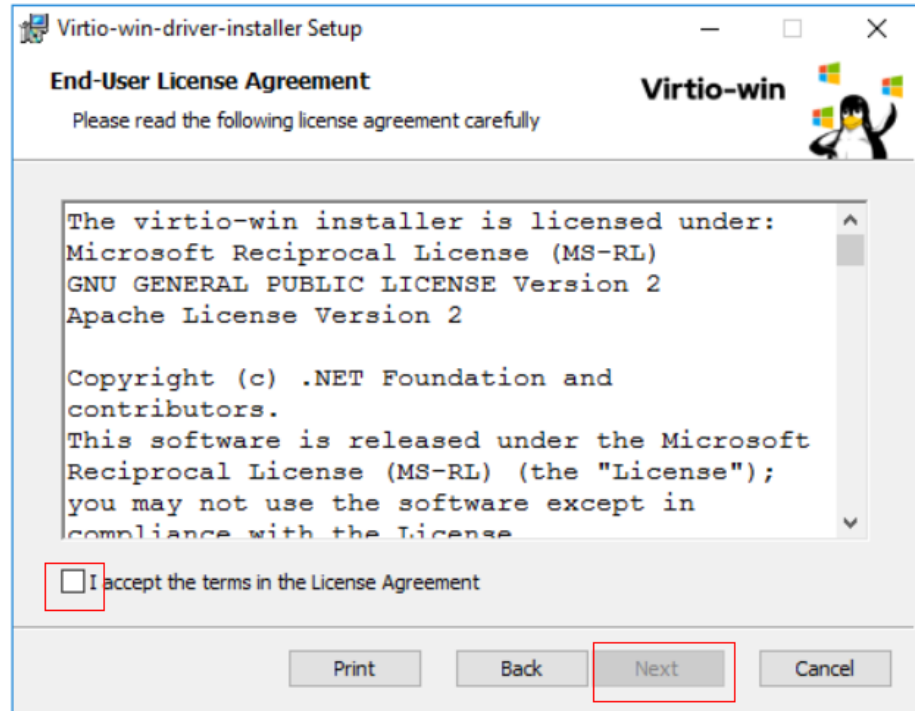 Virtio-win-driver-installer Setup
End-User License Agreement
Virtio-win
Please read the following license agreement carefully
The virtio-win installer is licensed under:
Microsoft Reciprocal License (MS-RL)
GNU GENERAL PUBLIC LICENSE Version 2
Apache License Version 2
Copyright (c) .NET Foundation and
contributors.
This software is released under the Microsoft
Reciprocal License (MS-RL) (the "License");
you may not use the software except in
compliance with the License
I accept the terms in the License Agreement
Print
Back
Next
Cancel